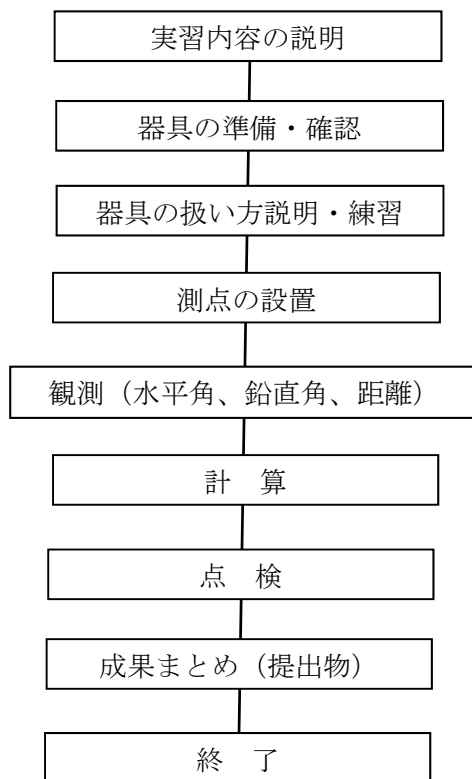 実習内容の説明
器具の準備・確認
器具の扱い方説明・練習
測点の設置
観測（水平角、鉛直角、距離）
計　算
点　検
成果まとめ（提出物）
終　了